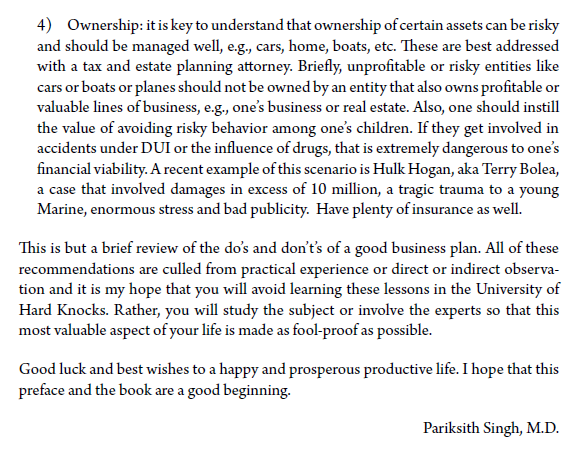 4) Ownership: it is key to understand that ownership of certain assets can be risky
and should be managed well, e.g., cars, home, boats, etc. These are best addressed
with a tax and estate planning attorney. Briefly, unprofitable or risky entities like
cars or boats or planes should not be owned by an entity that also owns profitable or
valuable lines of business, e.g., one's business or real estate. Also, one should instill
the value of avoiding risky behavior among one's children. If they get involved in
accidents under DUI or the influence of drugs, that is extremely dangerous to one's
financial viability. A recent example of this scenario is Hulk Hogan, aka Terry Bolea,
a case that involved damages in excess of 10 million, a tragic trauma to a young
Marine, enormous stress and bad publicity.  Have plenty of insurance as well.
This is but a brief review of the do's and don't's of a good business plan. All of these
recommendations are culled from practical experience or direct or indirect observa-
tion and it is my hope that you will avoid learning these lessons in the University of
Hard Knocks. Rather, you will study the subject or involve the experts so that this
most valuable aspect of your life is made as fool-proof as possible.
Good luck and best wishes to a happy and prosperous productive life. I hope that this
preface and the book are a good beginning.
Pariksith Singh, M.D.